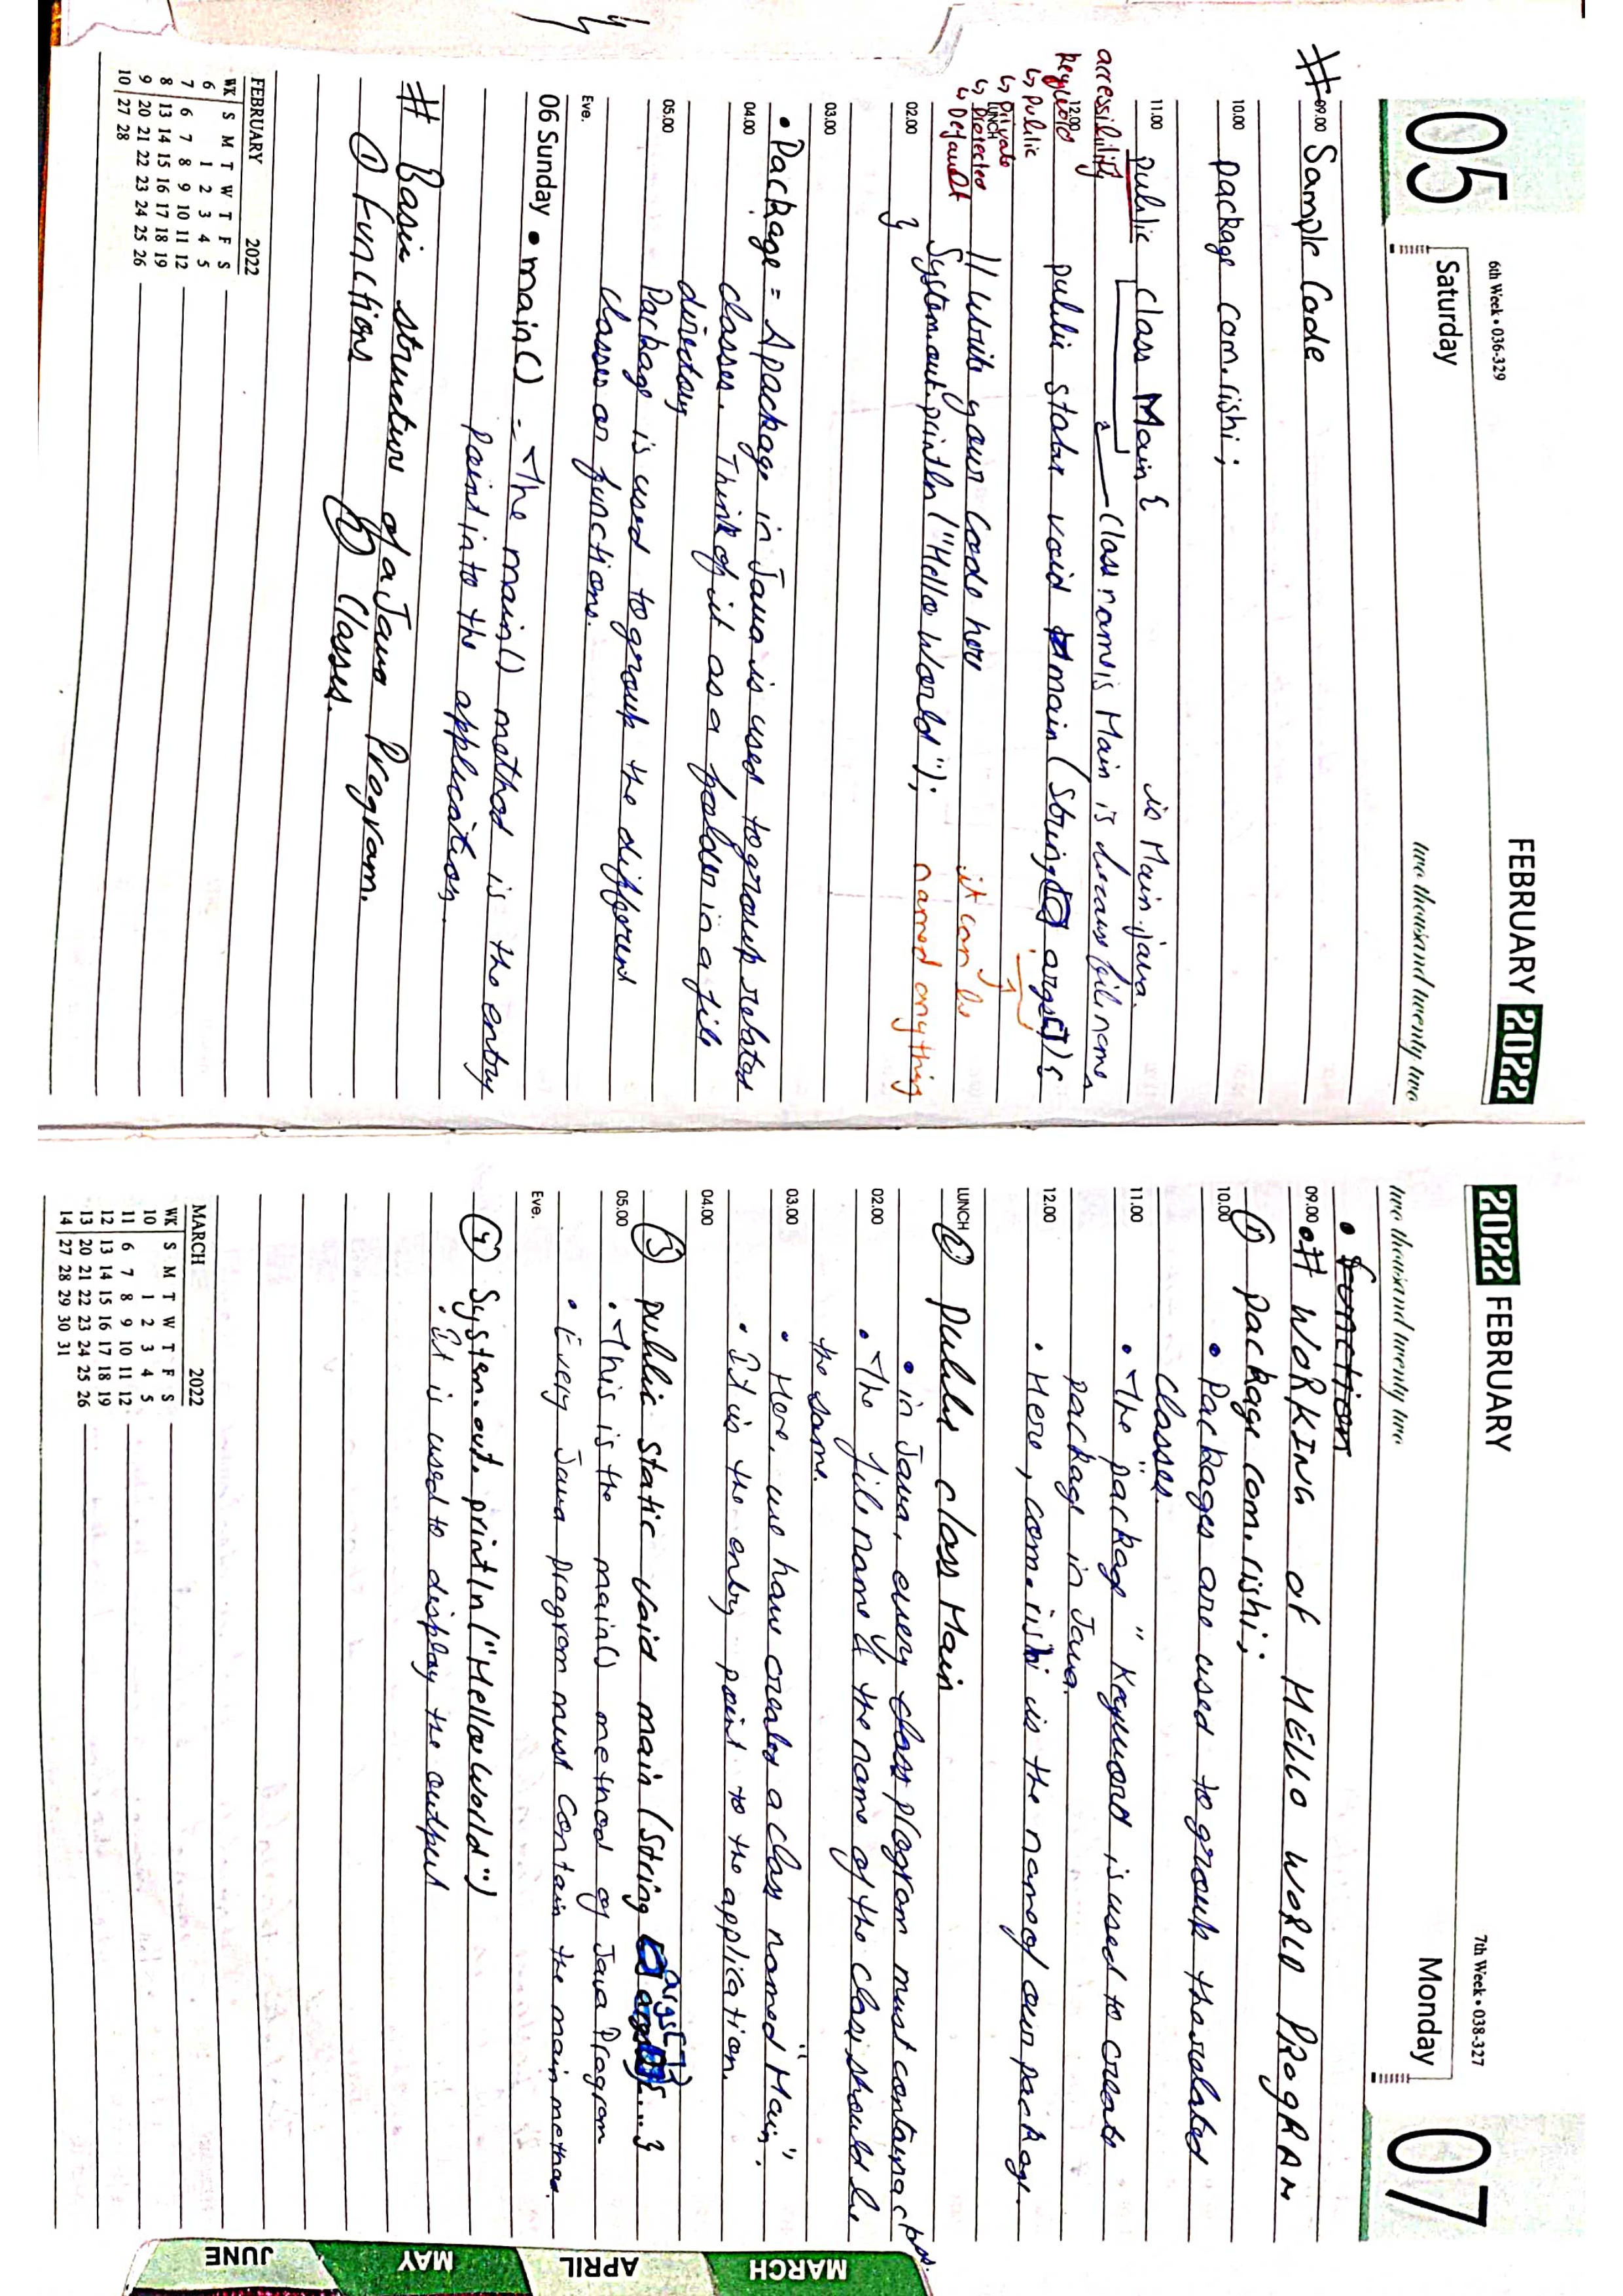 05
6th Week • 036-329
FEBRUARY 2022
Saturday
two thousand twenty two
# 09.00 Sample Code
10.00 package com.rishi;
11.00 public class Main { is Main.java.
accessibility Class name is Main is because file name
keyword 12.00 public static void main (String args[]) {
↳ Public
↳ Private
LUNCH
↳ Protected // Write your Code here it can be
↳ Default
System.out.println ("Hello World"); named anything
02.00 }
03.00
• Package = A package in Java is used to group related
04.00 classes. Think of it as a foolder in a file
directory
05.00 Package is used to group the different
classes or functions.
Eve.
06 Sunday • main() - The main() method is the entry
point into the application.
# Basic structure of a Java Program.
① Functions ② Classes.
FEBRUARY 2022
WK S M T W T F S
6 1 2 3 4 5
7 6 7 8 9 10 11 12
8 13 14 15 16 17 18 19
9 20 21 22 23 24 25 26
10 27 28
2022 FEBRUARY
7th Week • 038-327
07
Monday
two thousand twenty two
• function
09.00 • # WORKING of HELLO WORLD PROGRAM
① package com.rishi;
10.00 • Packages are used to group the related
classes.
11.00 • The "package" Keyword is used to create
package in Java.
12.00 • Here, com.rishi is the name of our package.
LUNCH ② public class Main
• in Java, every class program must contain a class.
02.00 • The file name & the name of the class should be
the same.
03.00 • Here, we have created a class named "Main".
• It is the entry point to the application.
04.00
③ public static void main (String args[]){...}
05.00 • This is the main() method of Java Program
• Every Java program must Contain the main method.
Eve.
④ System.out.println ("Hello World")
• It is used to display the output
MARCH 2022
WK S M T W T F S
10 1 2 3 4 5
11 6 7 8 9 10 11 12
12 13 14 15 16 17 18 19
13 20 21 22 23 24 25 26
14 27 28 29 30 31
MARCH
APRIL
MAY
JUNE